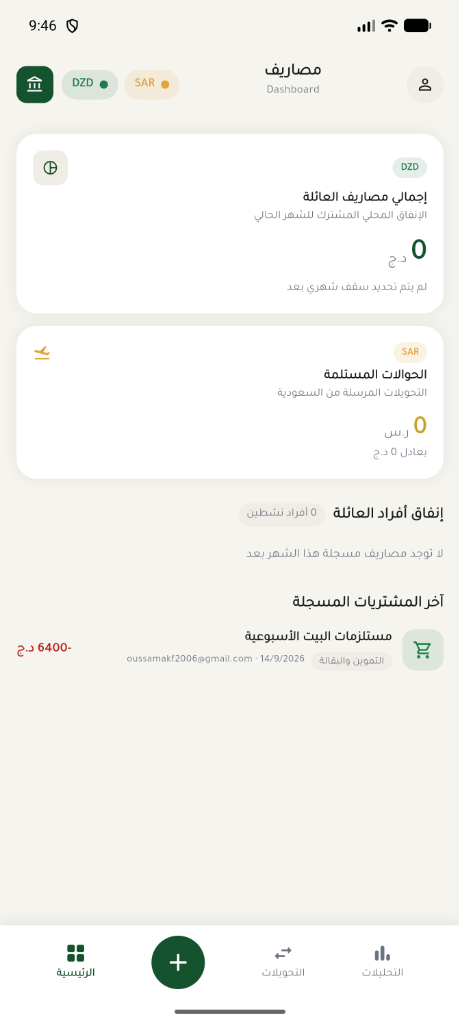 9:46
مصاريف
Dashboard
SAR
DZD
DZD
إجمالي مصاريف العائلة
الإنفاق المحلي المشترك للشهر الحالي
0 د.ج
لم يتم تحديد سقف شهري بعد
SAR
الحوالات المستلمة
التحويلات المرسلة من السعودية
0 ر.س
يعادل 0 د.ج
إنفاق أفراد العائلة
0 أفراد نشطين
لا توجد مصاريف مسجلة هذا الشهر بعد
آخر المشتريات المسجلة
مستلزمات البيت الأسبوعية
التموين والبقالة
oussamakf2006@gmail.com · 14/9/2026
-6400 د.ج
التحليلات
التحويلات
الرئيسية